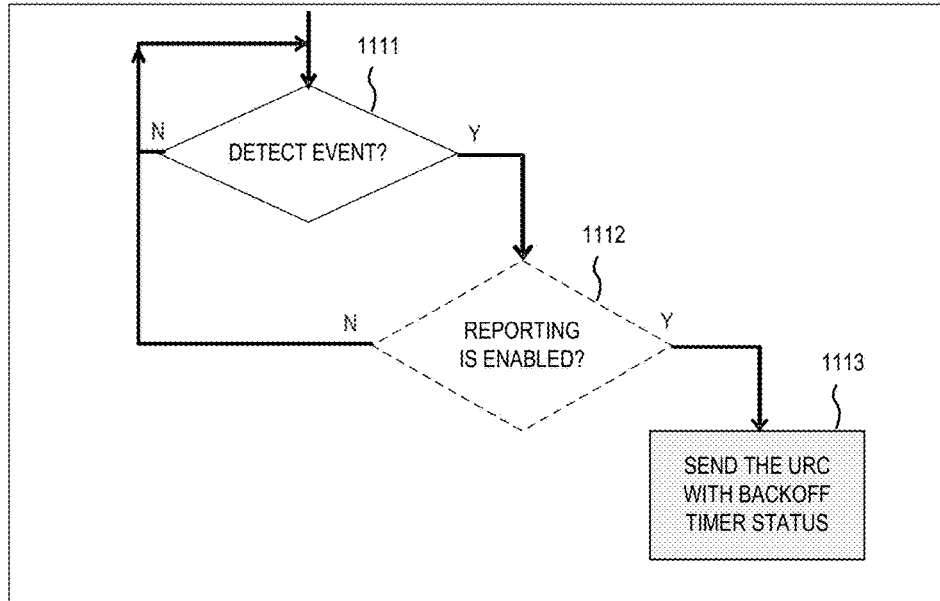 1111
N
DETECT EVENT?
Y
1112
N
REPORTING
IS ENABLED?
Y
1113
SEND THE URC
WITH BACKOFF
TIMER STATUS